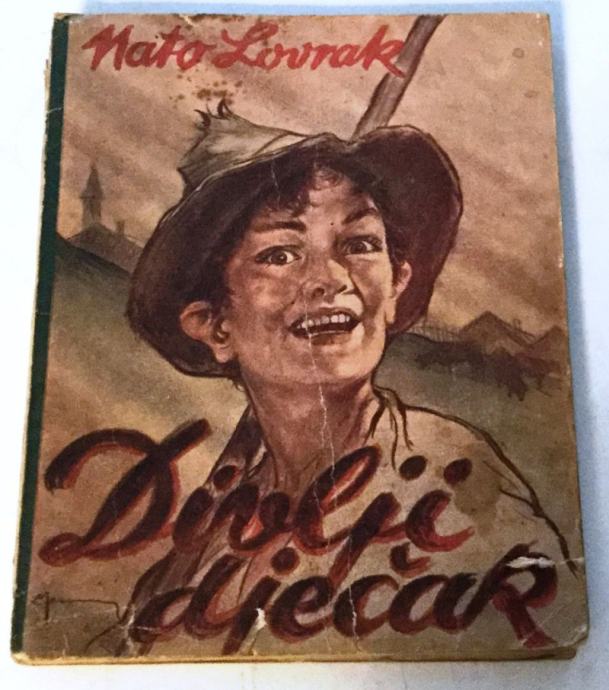 Mato Lovrak
Divlji
dječak